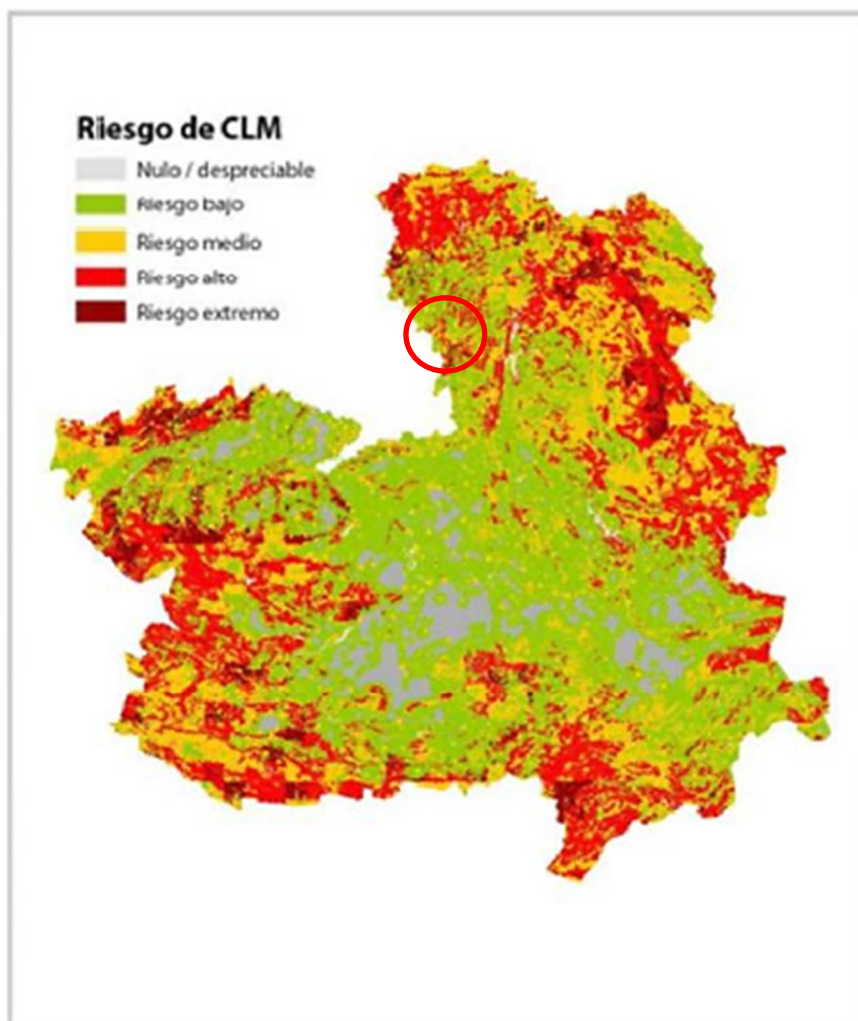 Riesgo de CLM
Nulo / despreciable
Riesgo bajo
Riesgo medio
Riesgo alto
Riesgo extremo